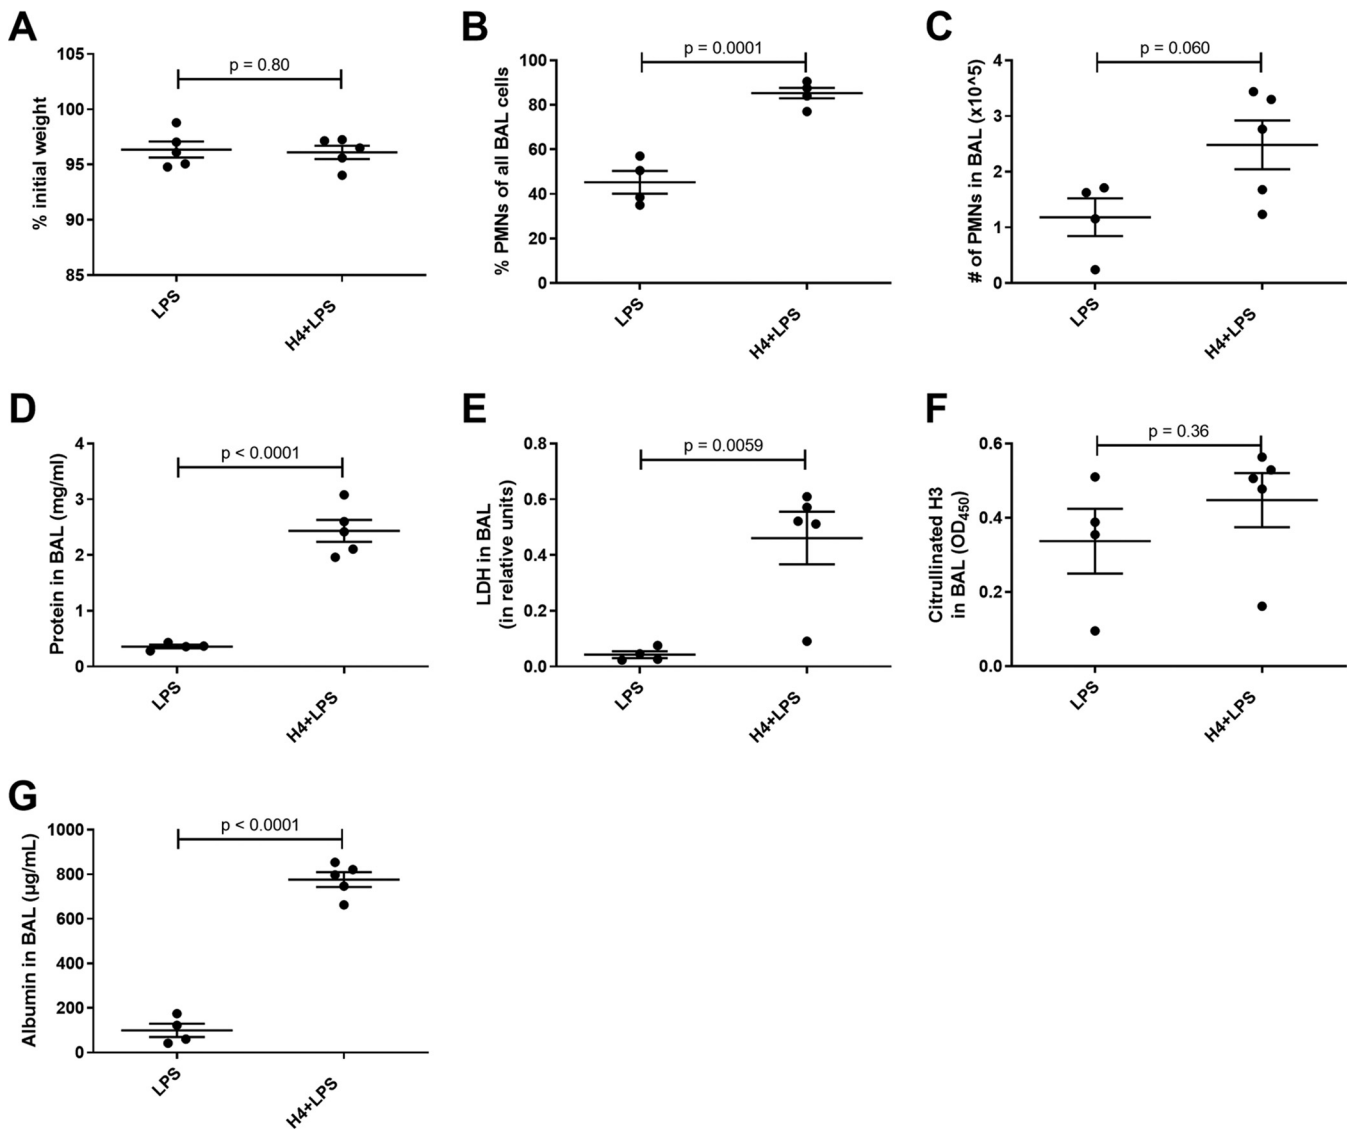 A
% initial weight
105
100
95
90
85
p = 0.80
LPS
H4+LPS
B
% PMNs of all BAL cells
100
80
60
40
20
0
p = 0.0001
LPS
H4+LPS
C
# of PMNs in BAL (x10^5)
4
3
2
1
0
p = 0.060
LPS
H4+LPS
D
Protein in BAL (mg/ml)
4
3
2
1
0
p < 0.0001
LPS
H4+LPS
E
LDH in BAL
(in relative units)
0.8
0.6
0.4
0.2
0.0
p = 0.0059
LPS
H4+LPS
F
Citrullinated H3
in BAL (OD450)
0.6
0.4
0.2
0.0
p = 0.36
LPS
H4+LPS
G
Albumin in BAL (µg/mL)
1000
800
600
400
200
0
p < 0.0001
LPS
H4+LPS